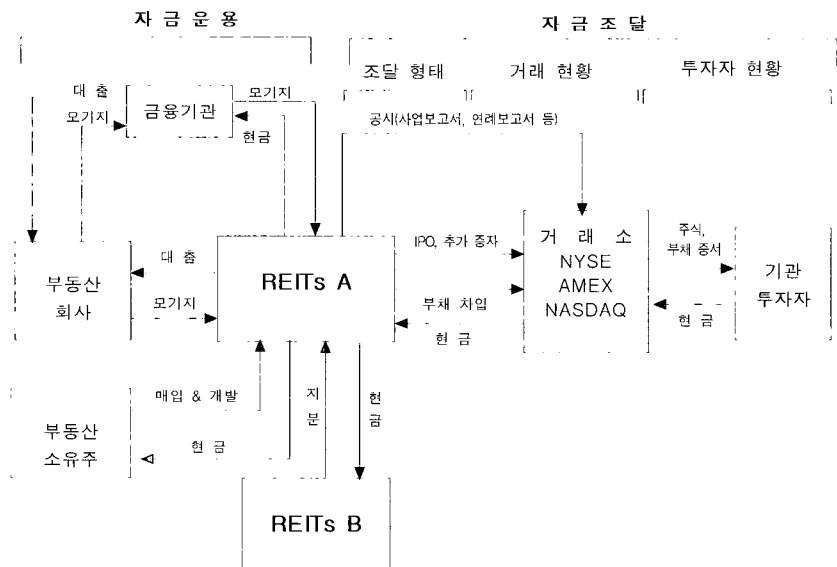 자 금 운 용
자 금 조 달
조달 형태
거래 현황
투자자 현황
대 출
모기지
금융기관
모기지
현금
공시(사업보고서, 연례보고서 등)
부동산
회사
대 출
모기지
REITs A
IPO, 추가 증자
부채 차입
현 금
거 래 소
NYSE
AMEX
NASDAQ
주식,
부채 증서
현 금
기관
투자자
부동산
소유주
매입 & 개발
현 금
지
분
현
금
REITs B